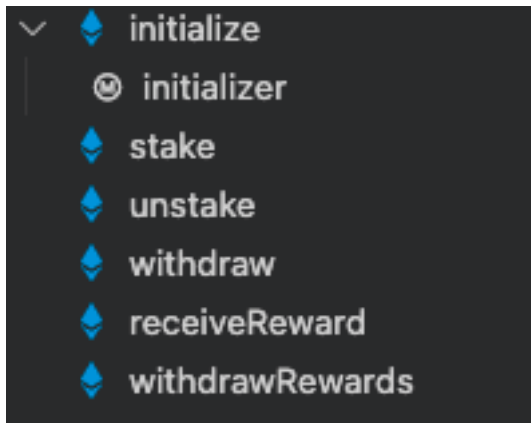 initialize
initializer
stake
unstake
withdraw
receiveReward
withdrawRewards